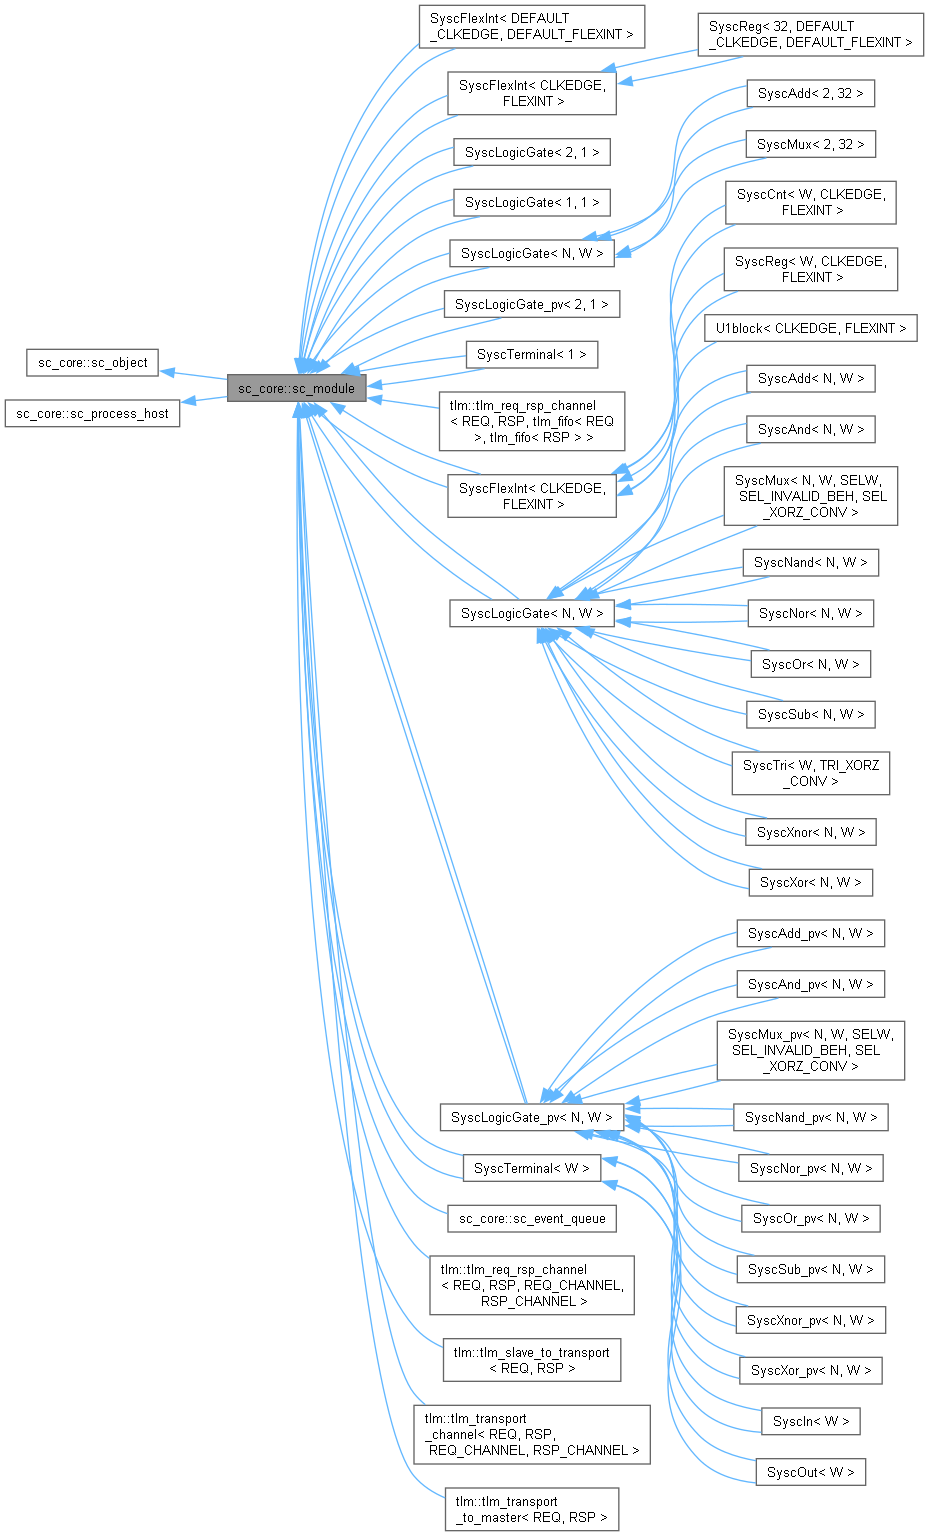 sc_core::sc_object
sc_core::sc_process_host
sc_core::sc_module
SyscFlexInt< DEFAULT
_CLKEDGE, DEFAULT_FLEXINT >
SyscFlexInt< CLKEDGE,
FLEXINT >
SyscLogicGate< 2, 1 >
SyscLogicGate< 1, 1 >
SyscLogicGate< N, W >
SyscLogicGate_pv< 2, 1 >
SyscTerminal< 1 >
tlm::tlm_req_rsp_channel
< REQ, RSP, tlm_fifo< REQ
>, tlm_fifo< RSP > >
SyscFlexInt< CLKEDGE,
FLEXINT >
SyscLogicGate< N, W >
SyscLogicGate_pv< N, W >
SyscTerminal< W >
sc_core::sc_event_queue
tlm::tlm_req_rsp_channel
< REQ, RSP, REQ_CHANNEL,
RSP_CHANNEL >
tlm::tlm_slave_to_transport
< REQ, RSP >
tlm::tlm_transport
_channel< REQ, RSP,
REQ_CHANNEL, RSP_CHANNEL >
tlm::tlm_transport
_to_master< REQ, RSP >
SyscReg< 32, DEFAULT
_CLKEDGE, DEFAULT_FLEXINT >
SyscAdd< 2, 32 >
SyscMux< 2, 32 >
SyscCnt< W, CLKEDGE,
FLEXINT >
SyscReg< W, CLKEDGE,
FLEXINT >
U1block< CLKEDGE, FLEXINT >
SyscAdd< N, W >
SyscAnd< N, W >
SyscMux< N, W, SELW,
SEL_INVALID_BEH, SEL
_XORZ_CONV >
SyscNand< N, W >
SyscNor< N, W >
SyscOr< N, W >
SyscSub< N, W >
SyscTri< W, TRI_XORZ
_CONV >
SyscXnor< N, W >
SyscXor< N, W >
SyscAdd_pv< N, W >
SyscAnd_pv< N, W >
SyscMux_pv< N, W, SELW,
SEL_INVALID_BEH, SEL
_XORZ_CONV >
SyscNand_pv< N, W >
SyscNor_pv< N, W >
SyscOr_pv< N, W >
SyscSub_pv< N, W >
SyscXnor_pv< N, W >
SyscXor_pv< N, W >
SyscIn< W >
SyscOut< W >